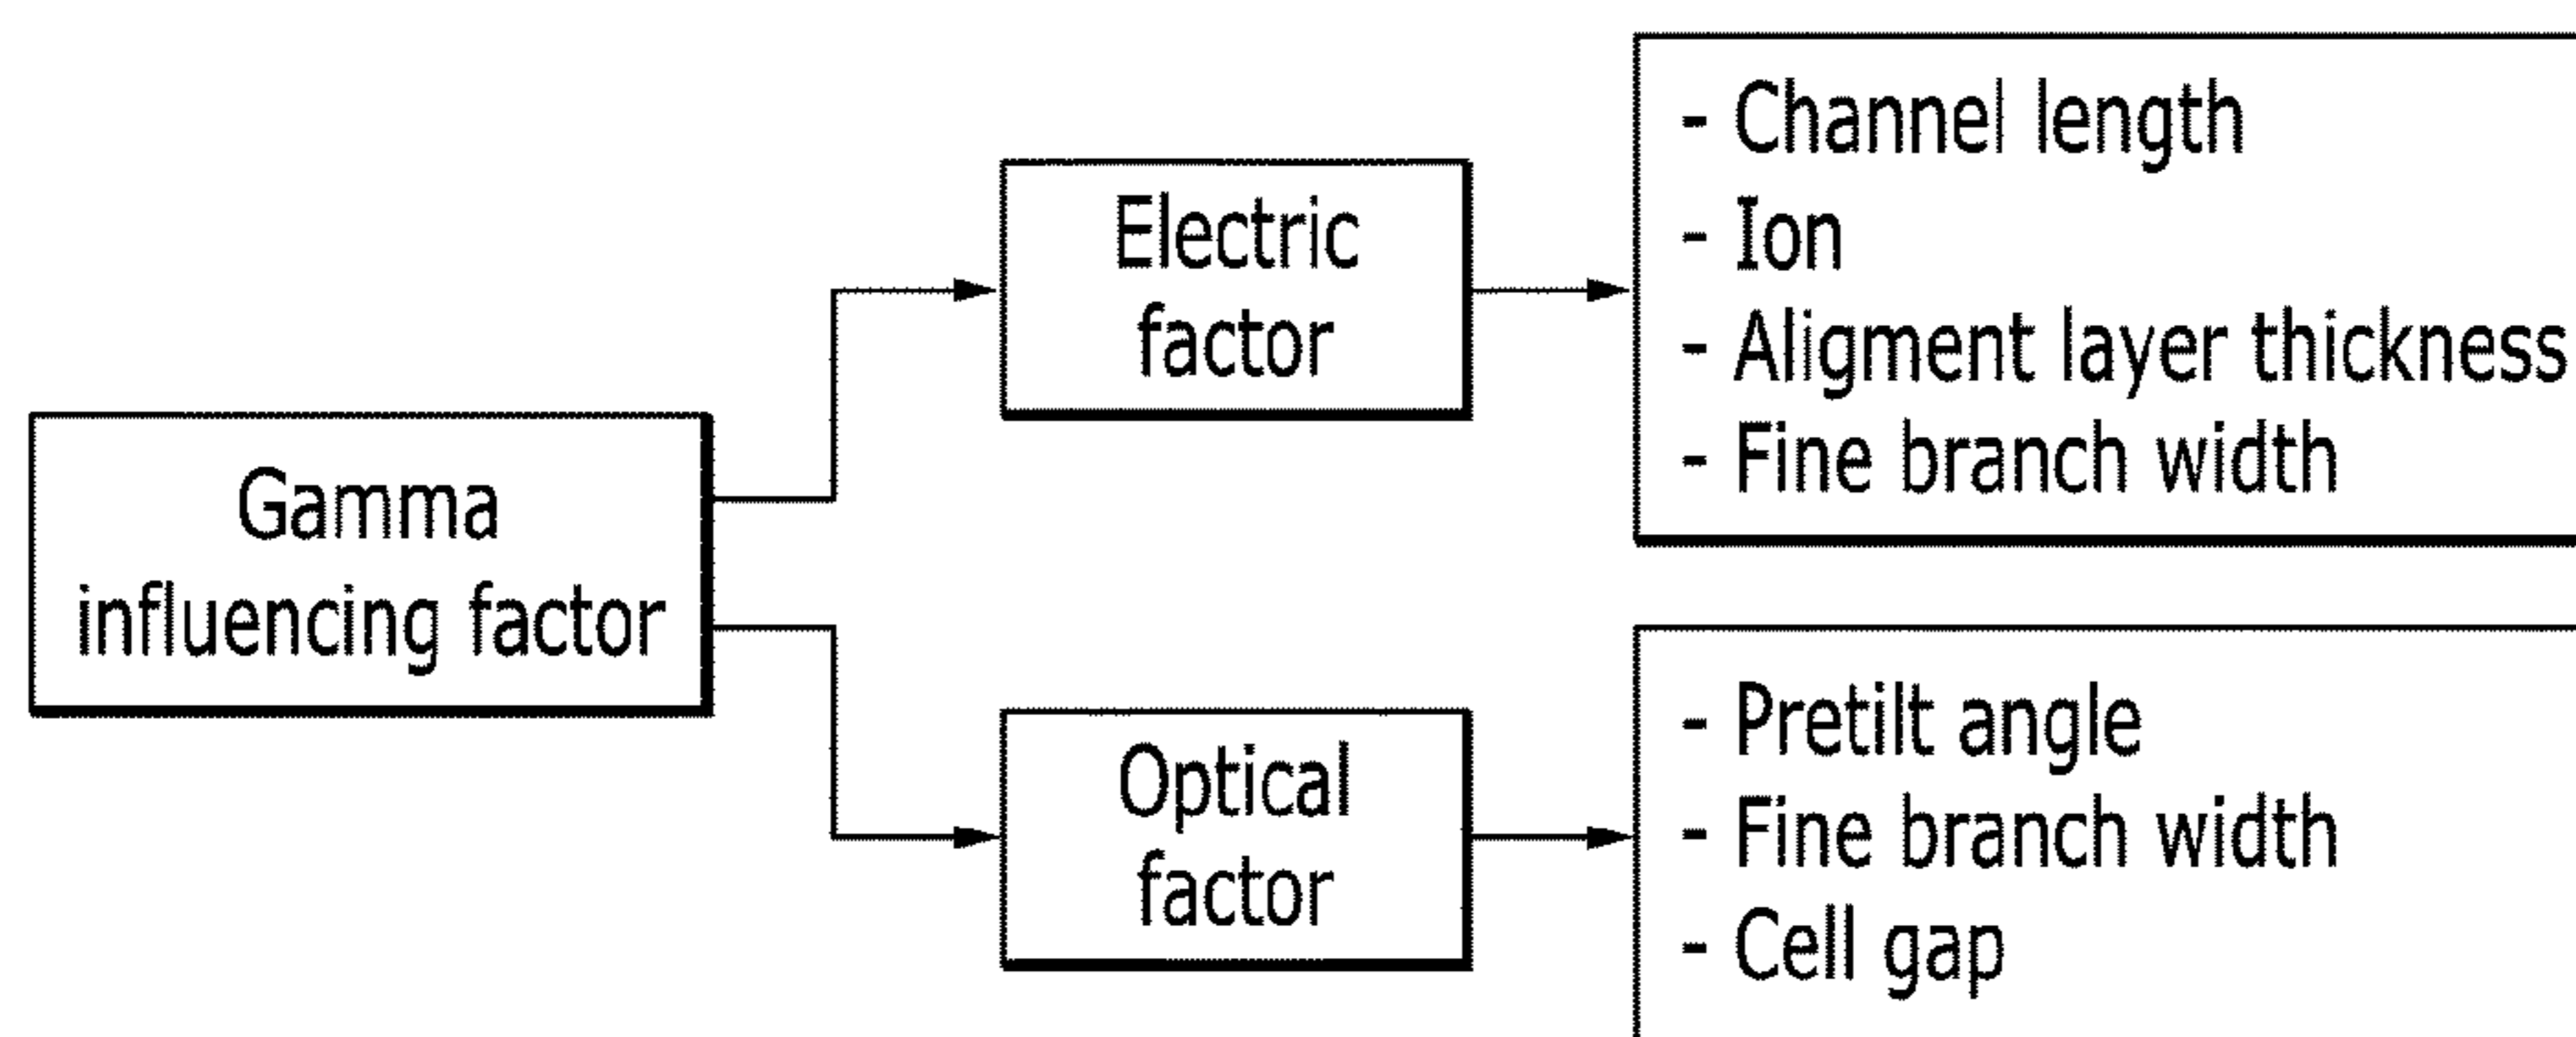 Gamma
influencing factor
Electric
factor
- Channel length
- Ion
- Aligment layer thickness
- Fine branch width
Optical
factor
- Pretilt angle
- Fine branch width
- Cell gap